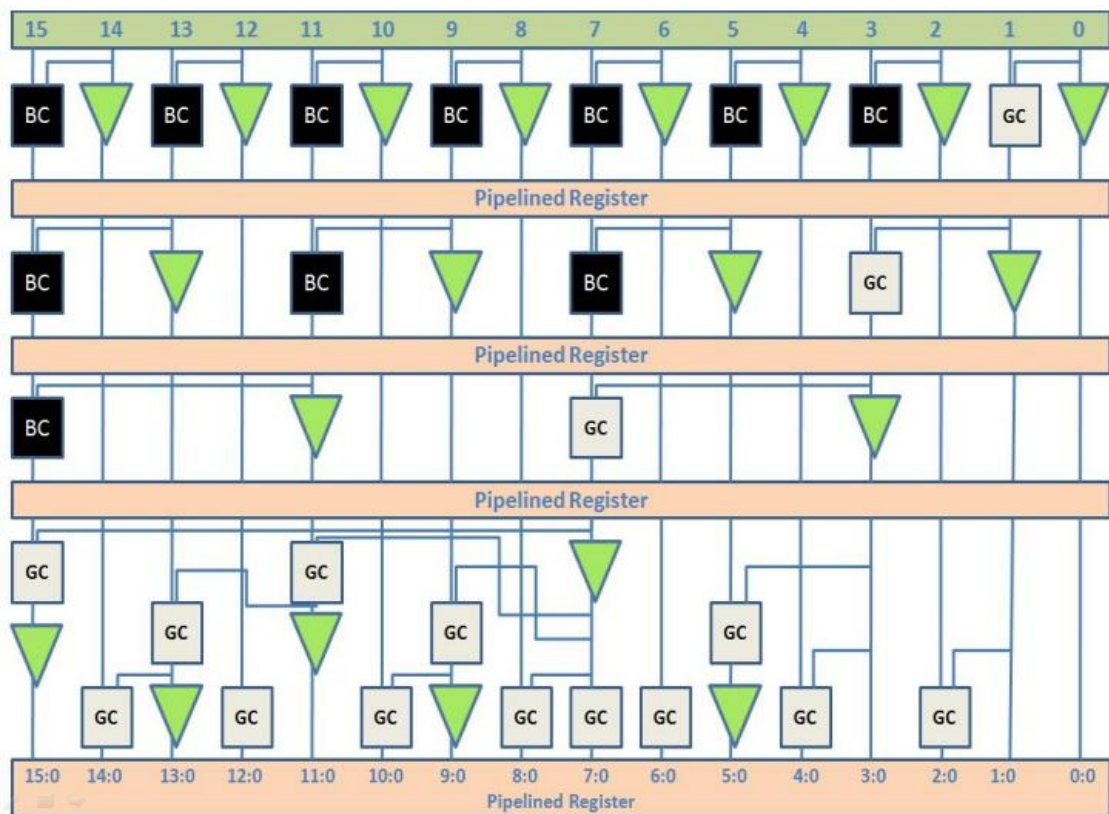 15 14 13 12 11 10 9 8 7 6 5 4 3 2 1 0
BC BC BC BC BC BC BC GC
Pipelined Register
BC BC BC GC
Pipelined Register
BC GC
Pipelined Register
GC GC
GC GC GC
GC GC GC GC GC GC GC GC
15:0 14:0 13:0 12:0 11:0 10:0 9:0 8:0 7:0 6:0 5:0 4:0 3:0 2:0 1:0 0:0
Pipelined Register